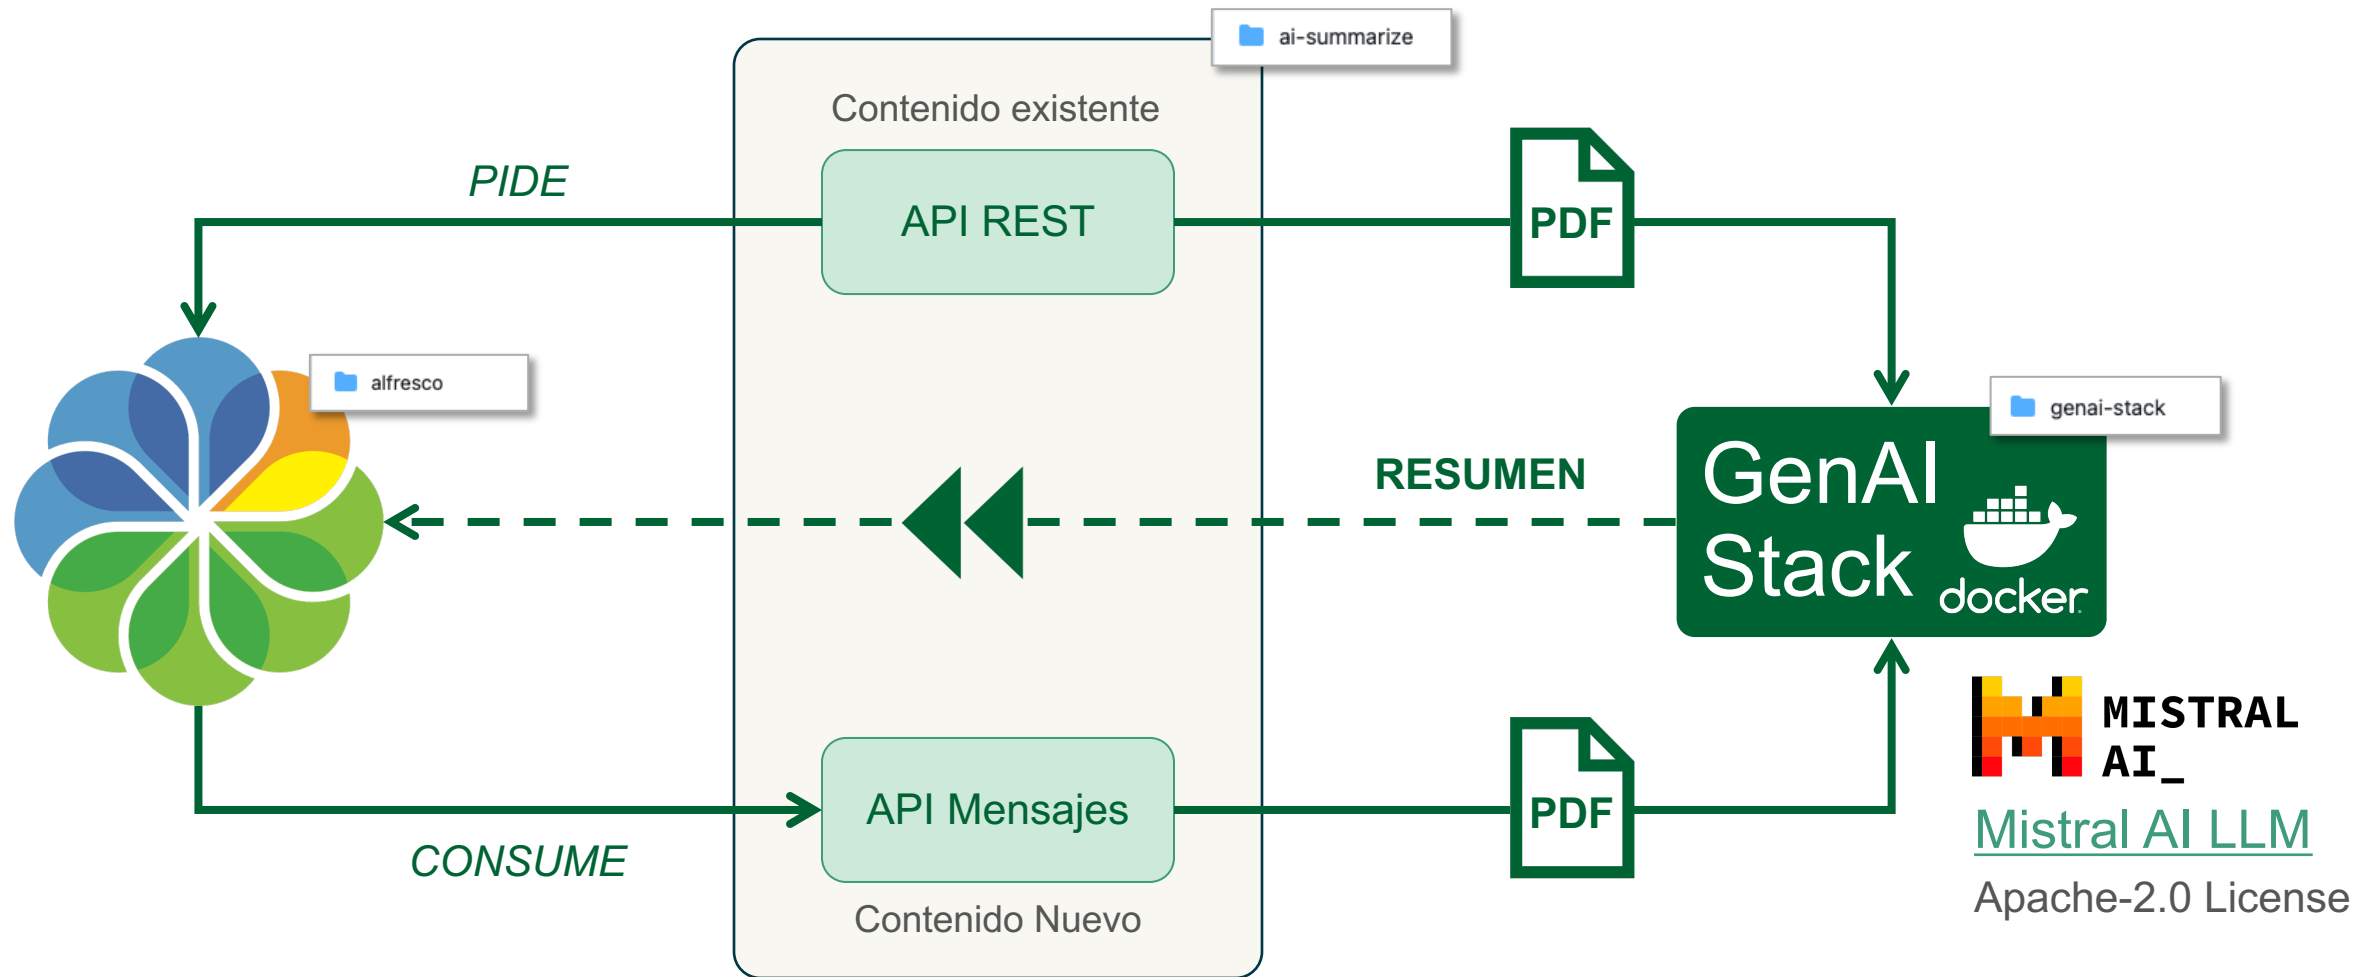 ai-summarize
Contenido existente
PIDE
API REST
PDF
alfresco
genai-stack
RESUMEN
GenAI
Stack
docker
MISTRAL
AI_
API Mensajes
PDF
CONSUME
Mistral AI LLM
Apache-2.0 License
Contenido Nuevo